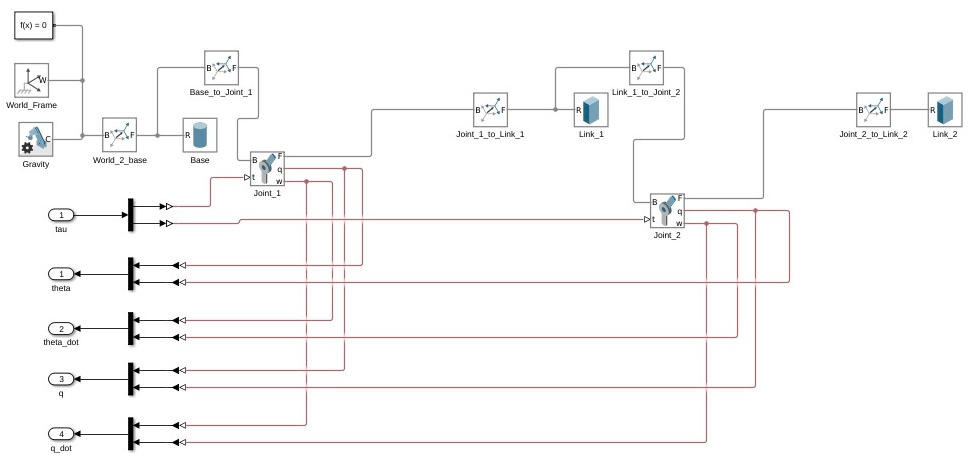 f(x) = 0
W
World_Frame
C
Gravity
B F
World_2_base
B F
Base_to_Joint_1
R
Base
B F
t q
w
Joint_1
B F
Joint_1_to_Link_1
R
Link_1
B F
Link_1_to_Joint_2
B F
t q
w
Joint_2
B F
Joint_2_to_Link_2
R
Link_2
1
tau
1
theta
2
theta_dot
3
q
4
q_dot